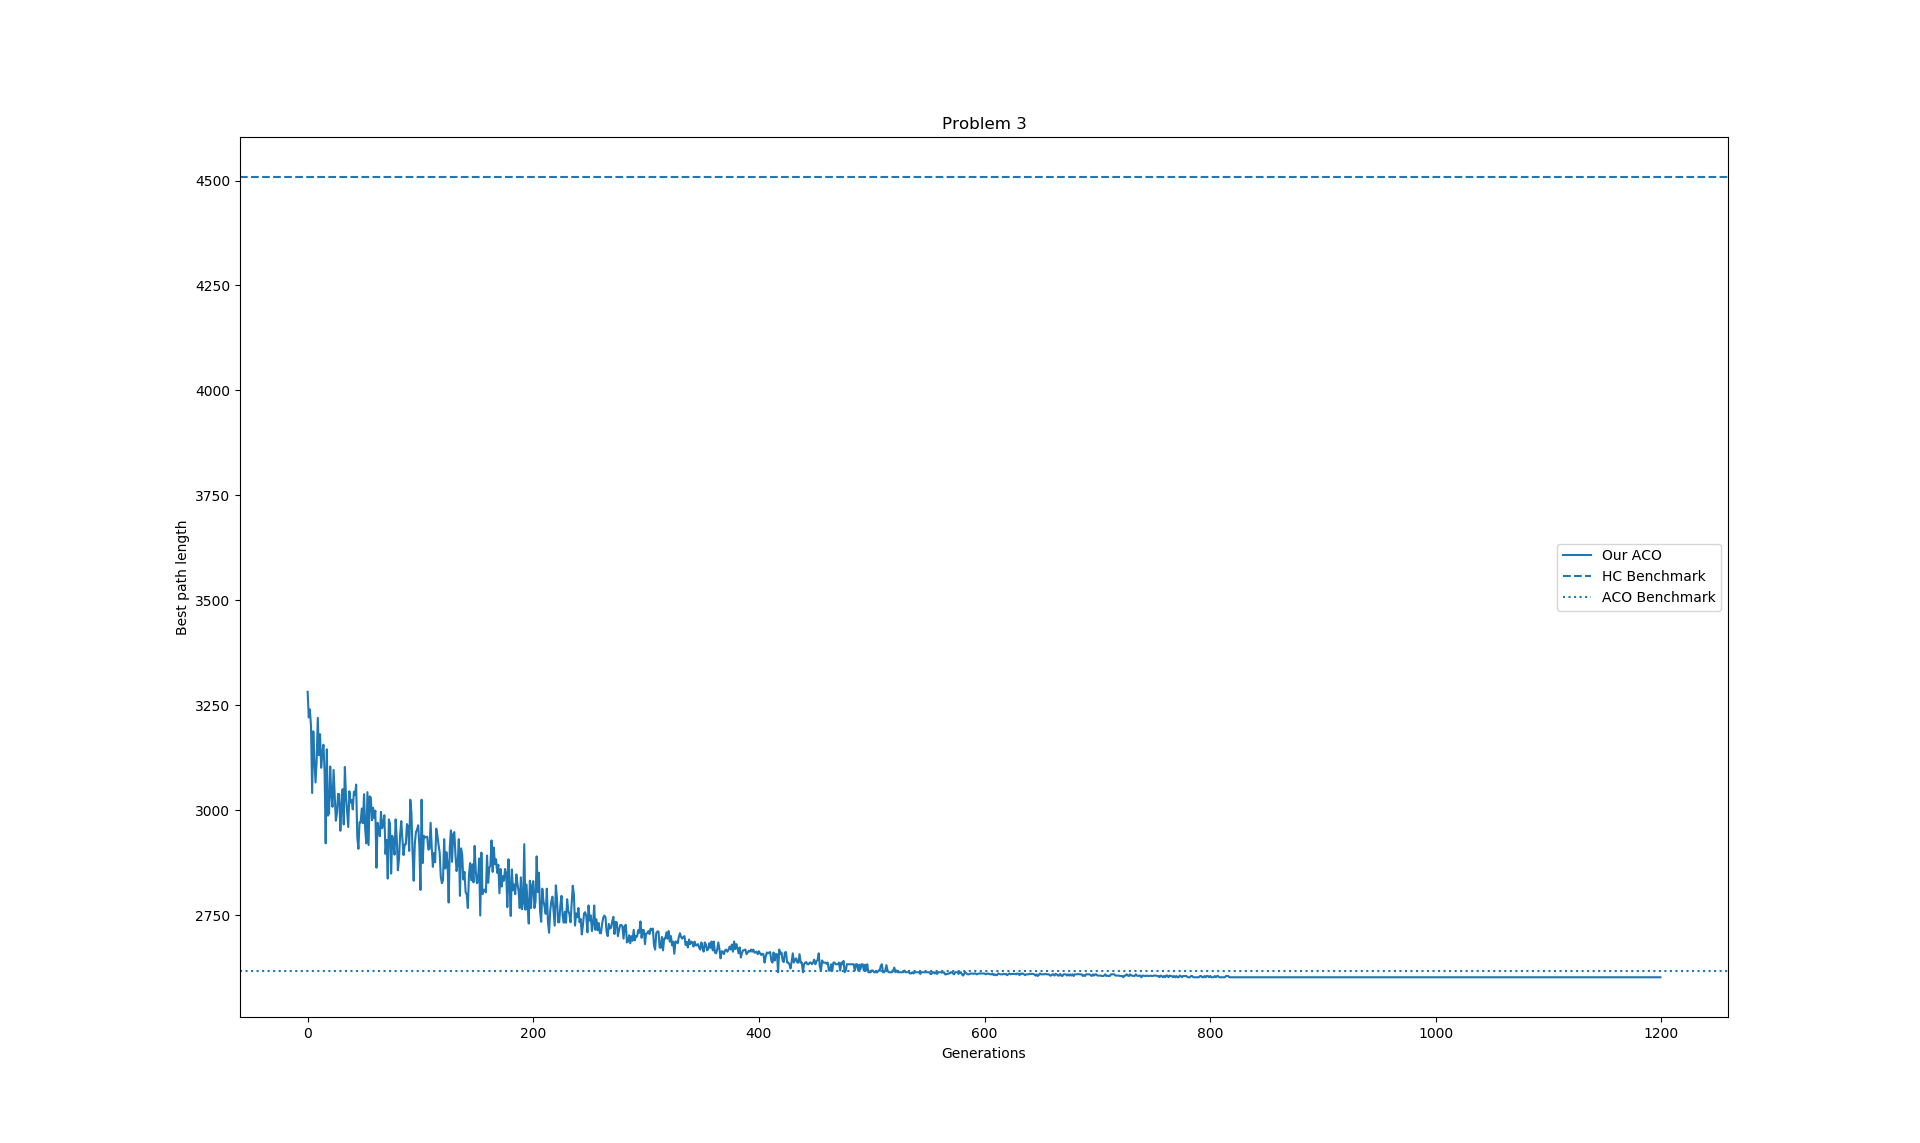 Problem 3
4500
4250
4000
3750
3500
3250
3000
2750
Best path length
Our ACO
HC Benchmark
ACO Benchmark
0 200 400 600 800 1000 1200
Generations